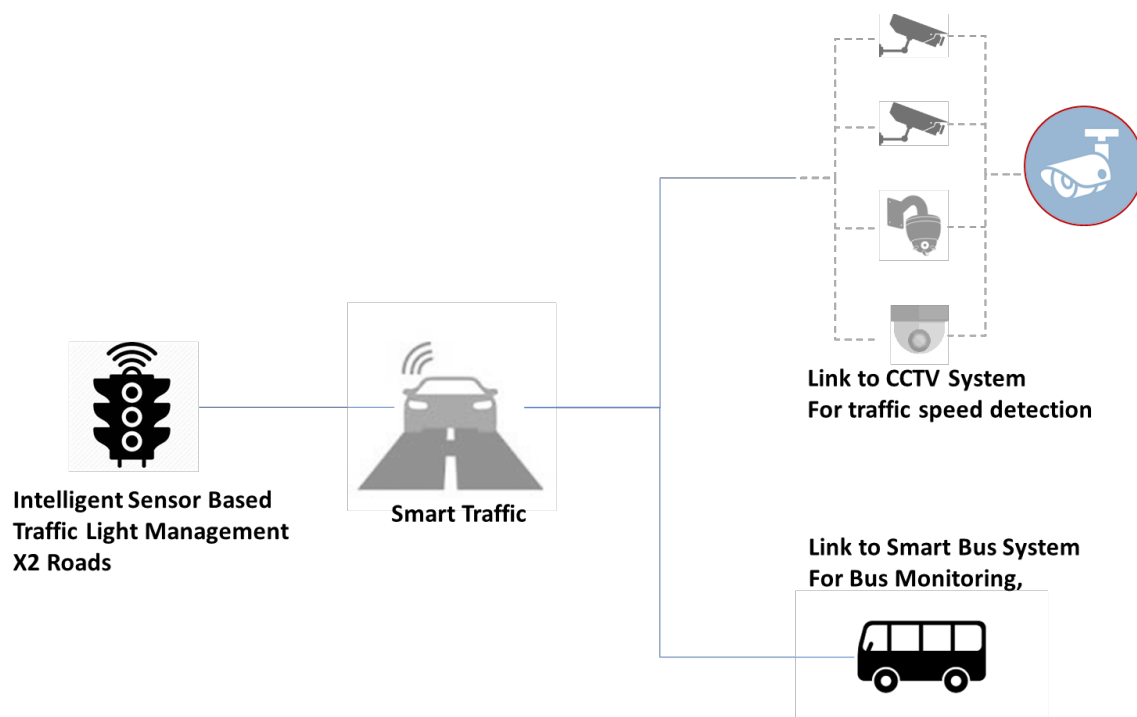 Link to CCTV System
For traffic speed detection
Intelligent Sensor Based
Traffic Light Management
X2 Roads
Smart Traffic
Link to Smart Bus System
For Bus Monitoring,